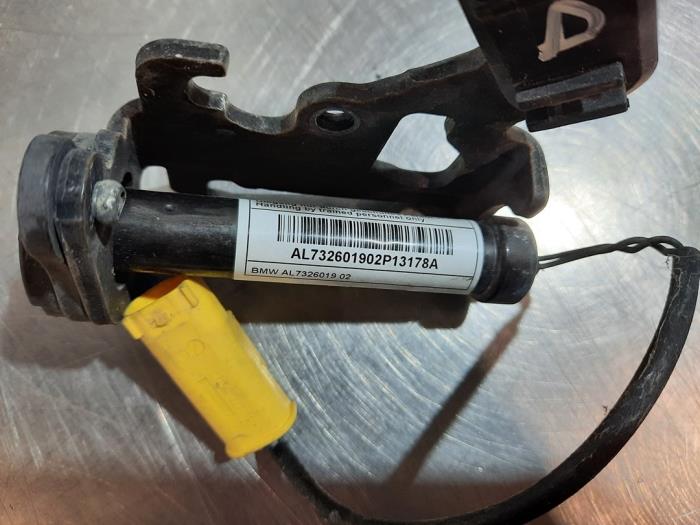 D
Handling by trained personnel only
AL732601902P13178A
BMW AL7326019 02